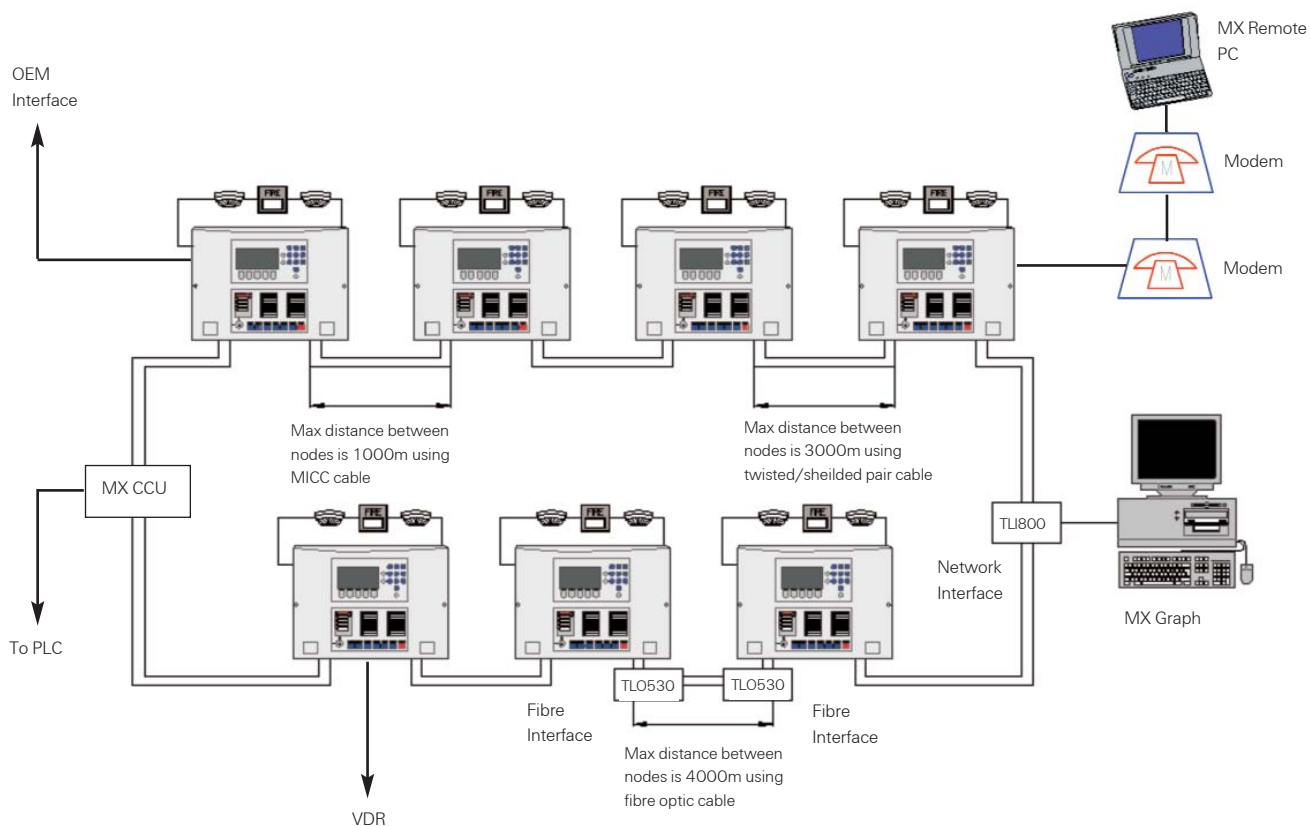 MX Remote
PC
OEM
Interface
Modem
M
FIRE
FIRE
FIRE
FIRE
Modem
M
Max distance between
nodes is 1000m using
MICC cable
Max distance between
nodes is 3000m using
twisted/sheilded pair cable
MX CCU
FIRE
FIRE
FIRE
TLI800
Network
Interface
MX Graph
To PLC
TLO530
TLO530
Fibre
Interface
Fibre
Interface
Max distance between
nodes is 4000m using
fibre optic cable
VDR